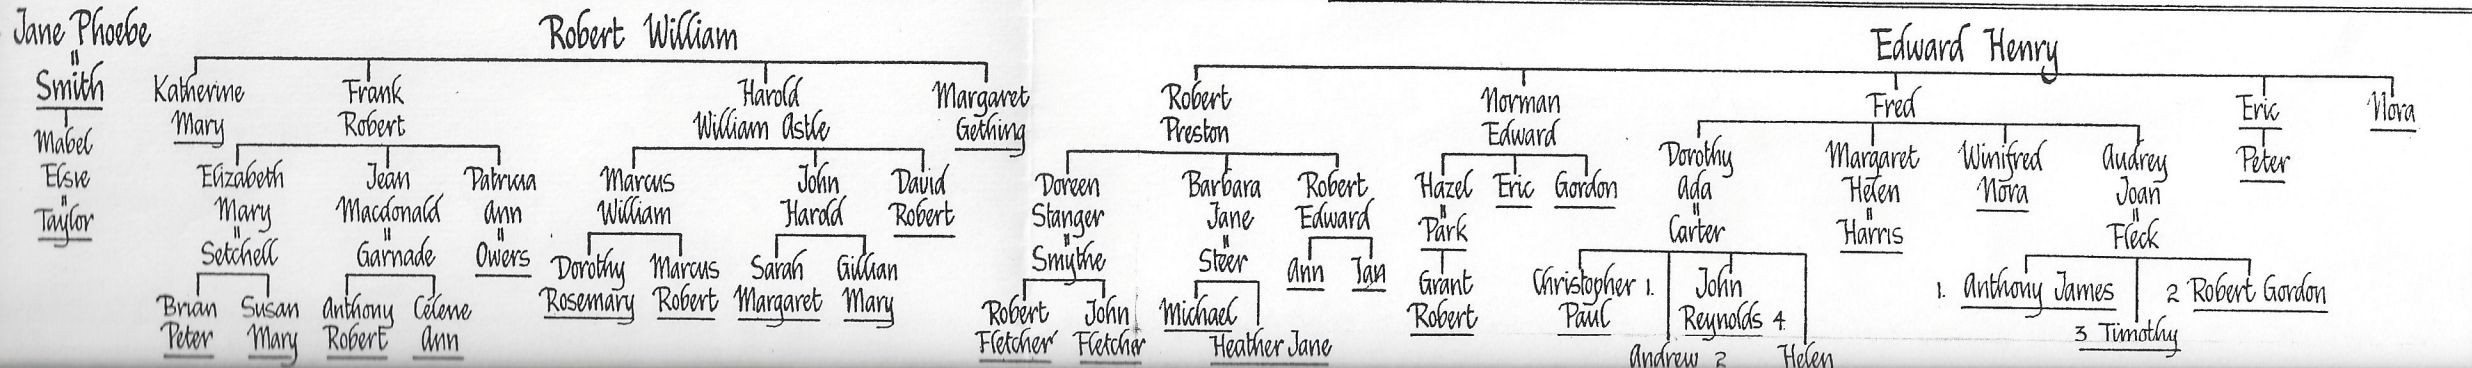 Jane Phoebe
"
Smith
Mabel
Elsie
"
Taylor
Robert William
Katherine
Mary
Frank
Robert
Elizabeth
Mary
"
Setchell
Brian
Peter
Susan
Mary
Jean
Macdonald
"
Garnade
Anthony
Robert
Célene
Ann
Patricia
Ann
"
Owers
Harold
William Astle
Marcus
William
Dorothy
Rosemary
Marcus
Robert
John
Harold
Sarah
Margaret
Gillian
Mary
David
Robert
Margaret
Gething
Edward Henry
Robert
Preston
Doreen
Stanger
"
Smythe
Robert
Fletcher
John
Fletcher
Barbara
Jane
"
Steer
Michael
Heather Jane
Robert
Edward
Ann
Ian
Norman
Edward
Hazel
"
Park
Grant
Robert
Eric
Gordon
Fred
Dorothy
Ada
"
Carter
Christopher 1.
Paul
Andrew 2
John
Reynolds 4
Helen
Margaret
Helen
"
Harris
Winifred
Nora
Audrey
Joan
"
Fleck
1. Anthony James
3 Timothy
2 Robert Gordon
Eric
Peter
Nora